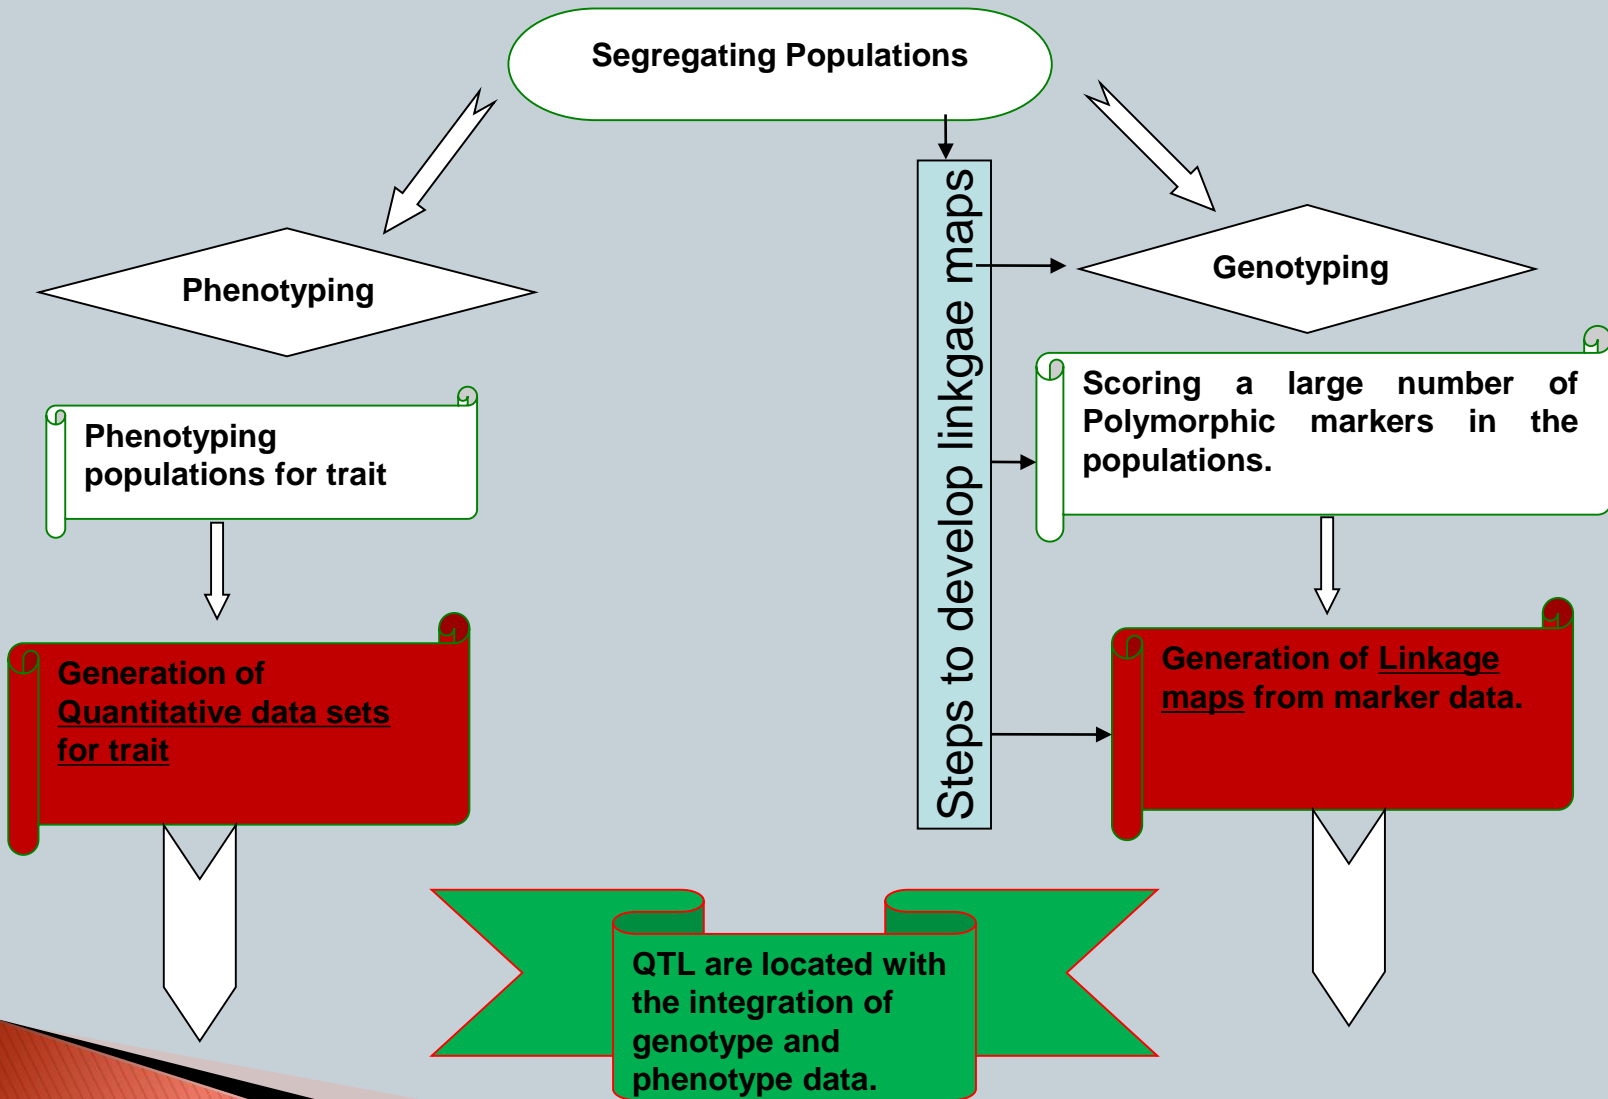 Segregating Populations
Phenotyping
Phenotyping
populations for trait
Generation of
Quantitative data sets
for trait
Steps to develop linkgae maps
Genotyping
Scoring a large number of
Polymorphic markers in the
populations.
Generation of Linkage
maps from marker data.
QTL are located with
the integration of
genotype and
phenotype data.